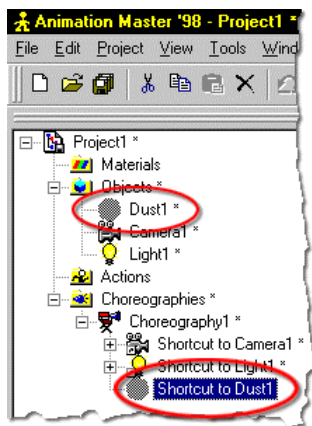 Animation Master '98 - Project1 *
File Edit Project View Tools Wind
Project1 *
Materials
Objects *
Dust1 *
Camera1 *
Light1 *
Actions
Choreographies *
Choreography1 *
Shortcut to Camera1 *
Shortcut to Light1 *
Shortcut to Dust1